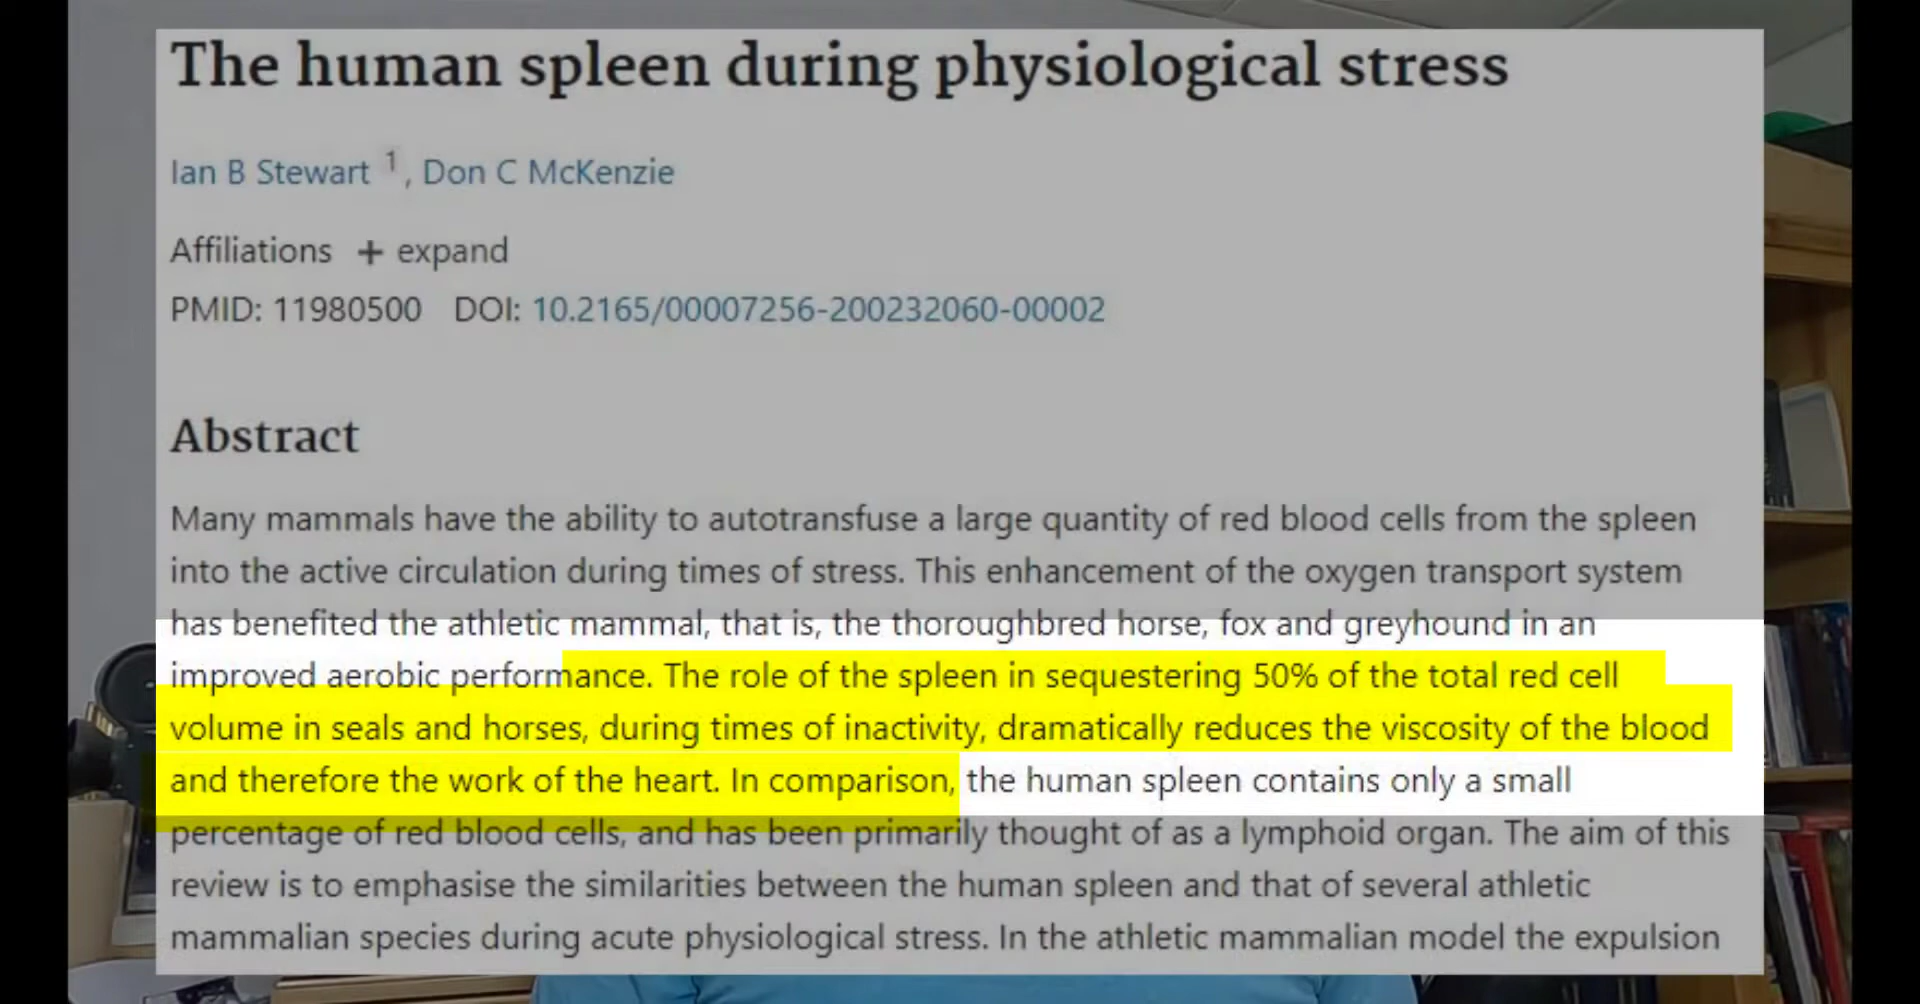 The human spleen during physiological stress
Ian B Stewart 1, Don C McKenzie
Affiliations + expand
PMID: 11980500 DOI: 10.2165/00007256-200232060-00002
Abstract
Many mammals have the ability to autotransfuse a large quantity of red blood cells from the spleen
into the active circulation during times of stress. This enhancement of the oxygen transport system
has benefited the athletic mammal, that is, the thoroughbred horse, fox and greyhound in an
improved aerobic performance. The role of the spleen in sequestering 50% of the total red cell
volume in seals and horses, during times of inactivity, dramatically reduces the viscosity of the blood
and therefore the work of the heart. In comparison, the human spleen contains only a small
percentage of red blood cells, and has been primarily thought of as a lymphoid organ. The aim of this
review is to emphasise the similarities between the human spleen and that of several athletic
mammalian species during acute physiological stress. In the athletic mammalian model the expulsion